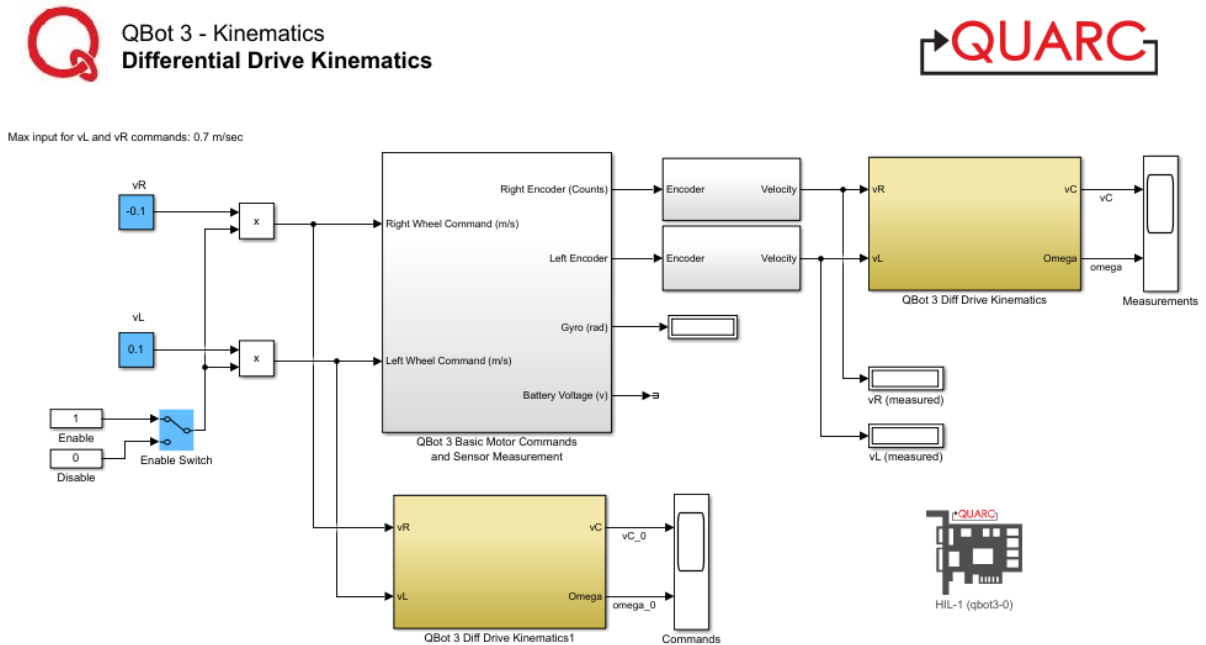 QBot 3 - Kinematics
Differential Drive Kinematics
QUARC
Max input for vL and vR commands: 0.7 m/sec
vR
-0.1
x
vL
0.1
x
1
Enable
0
Disable
Enable Switch
Right Encoder (Counts)
Right Wheel Command (m/s)
Left Encoder
Gyro (rad)
Left Wheel Command (m/s)
Battery Voltage (v)
QBot 3 Basic Motor Commands
and Sensor Measurement
Encoder
Velocity
Encoder
Velocity
vR
vC
vL
Omega
QBot 3 Diff Drive Kinematics
vC
omega
Measurements
vR (measured)
vL (measured)
vR
vC
vL
Omega
QBot 3 Diff Drive Kinematics1
vC_0
omega_0
Commands
QUARC
HIL-1 (qbot3-0)